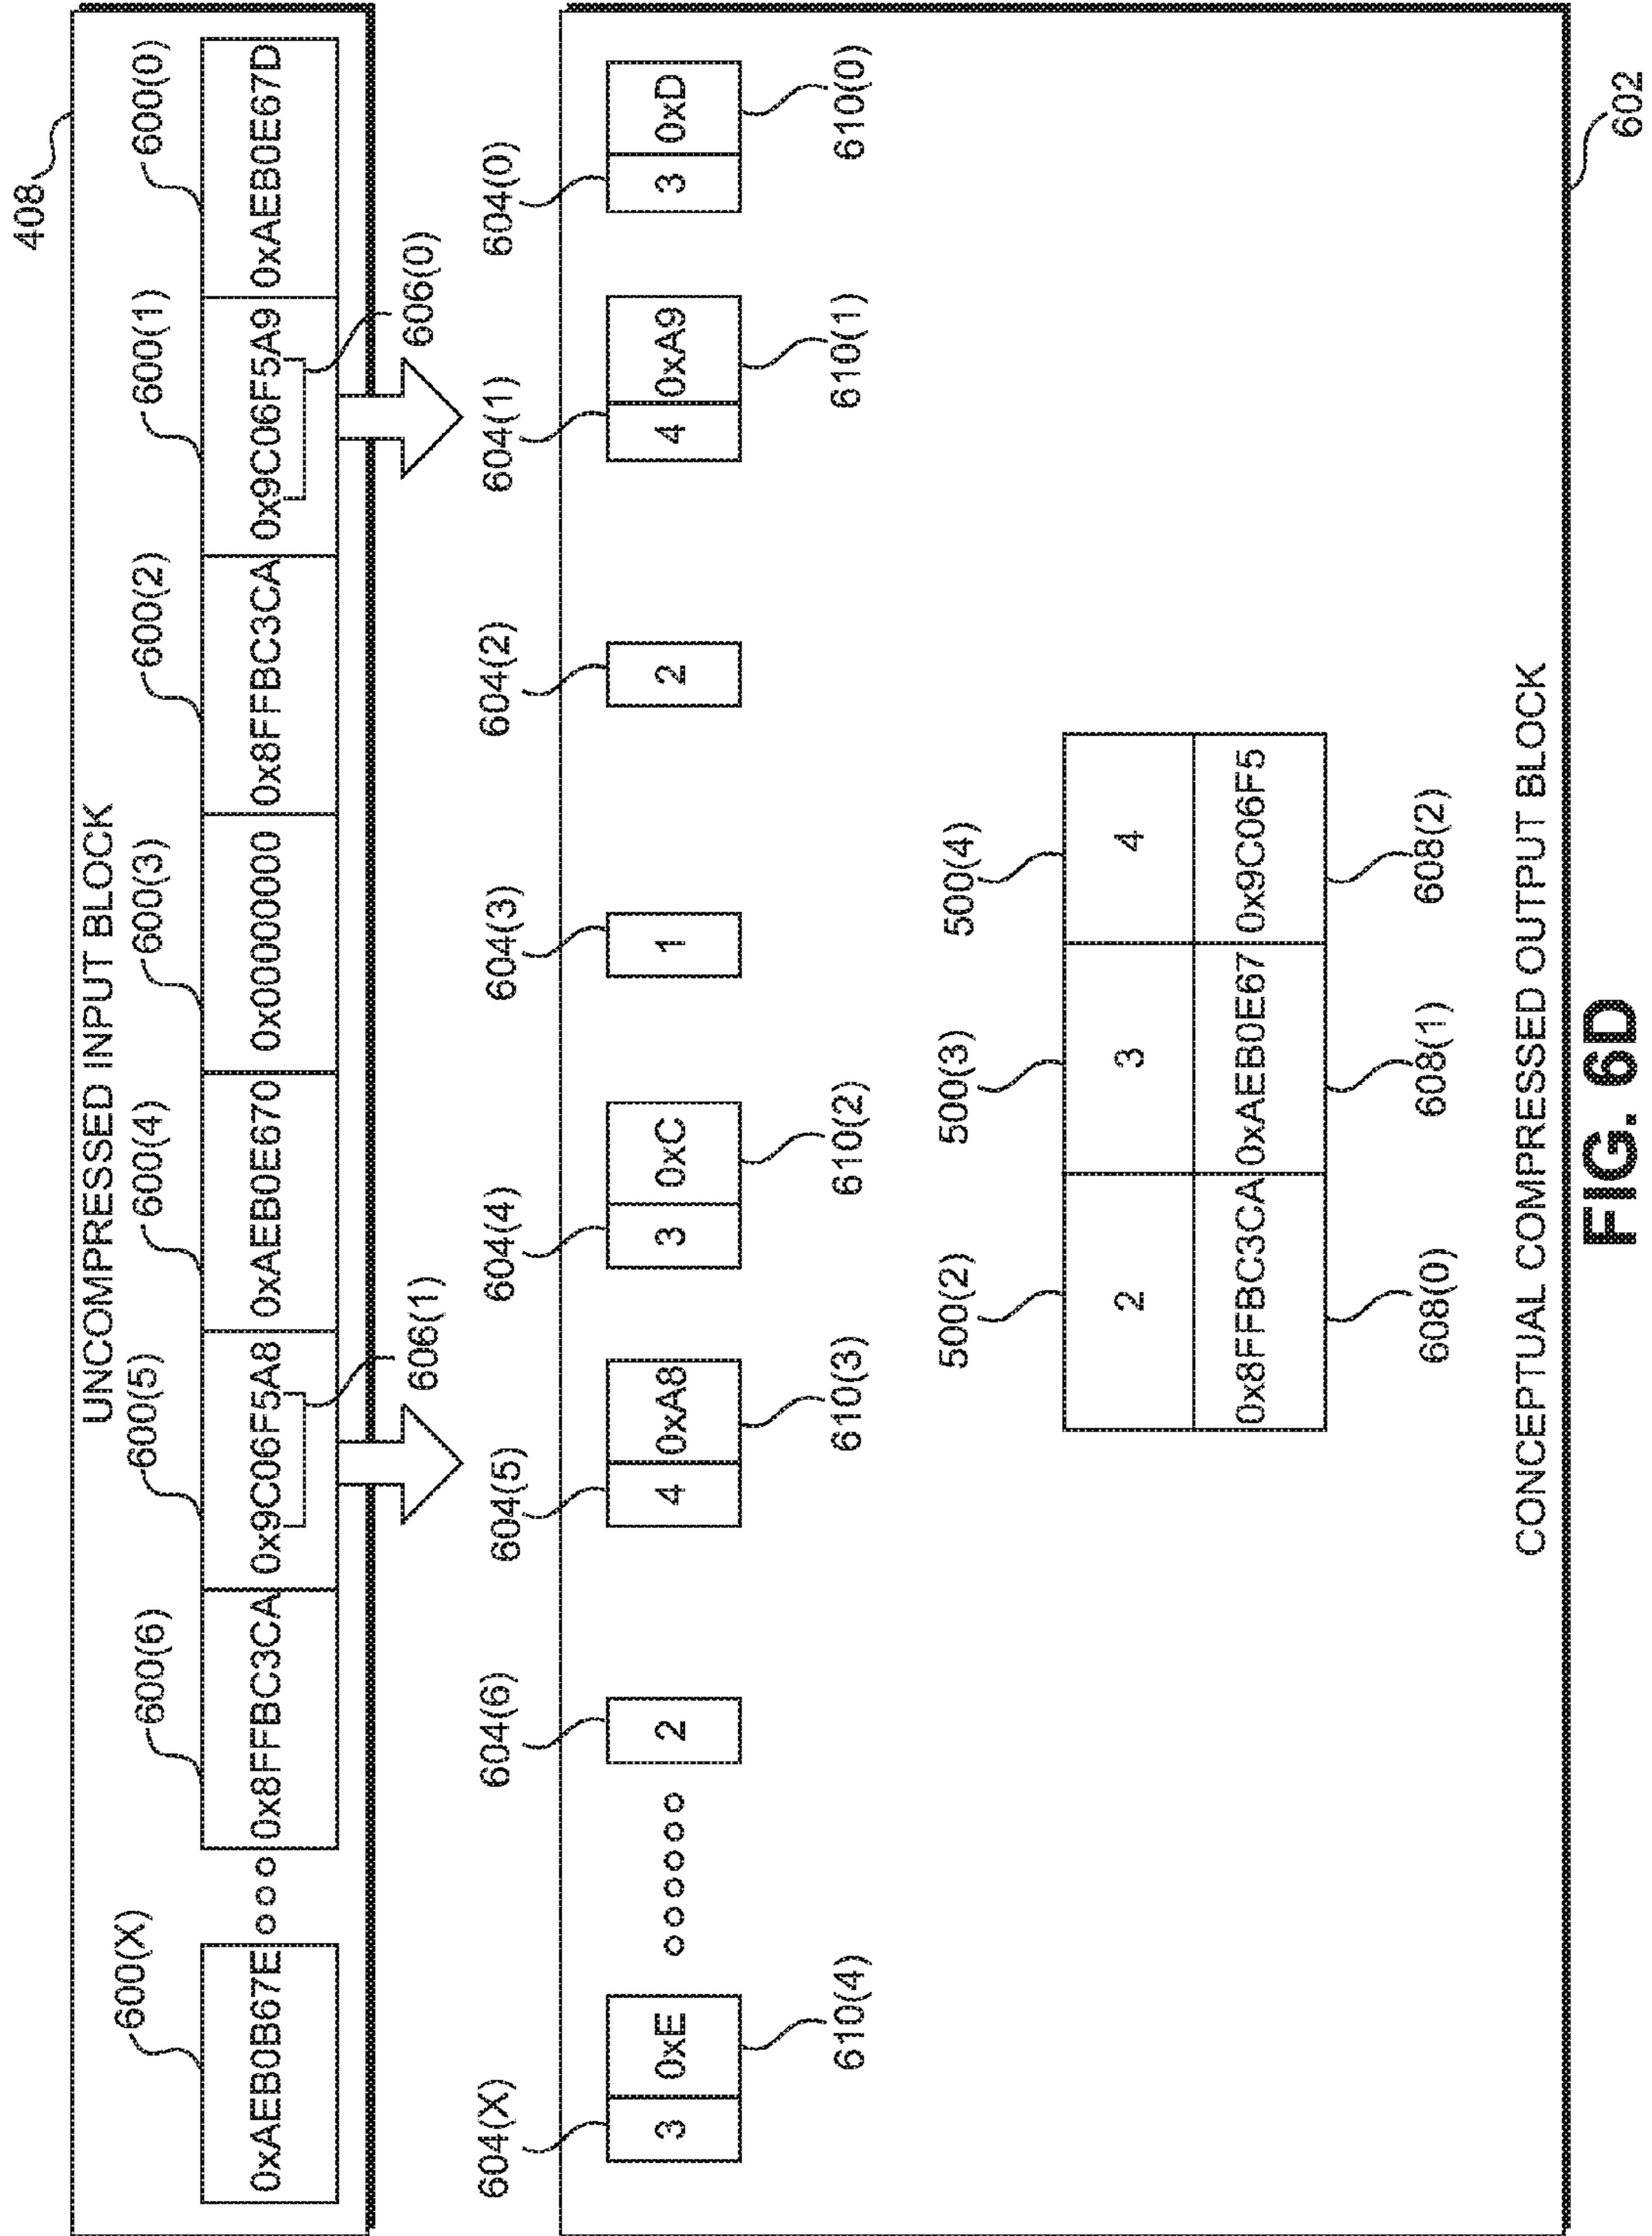 408
UNCOMPRESSED INPUT BLOCK
600(X) 600(6) 600(5) 600(4) 600(3) 600(2) 600(1) 600(0)
0xAEB0B67E 0x8FFBC3CA 0x9C06F5A8 0xAEB0E670 0x00000000 0x8FFBC3CA 0x9C06F5A9 0xAEB0E67D
606(1) 606(0)
604(X) 604(6) 604(5) 604(4) 604(3) 604(2) 604(1) 604(0)
3 0xE 2 4 0xA8 3 0xC 1 2 4 0xA9 3 0xD
610(4) 610(3) 610(2) 610(1) 610(0)
500(2) 500(3) 500(4)
2 3 4
0x8FFBC3CA 0xAEB0E67 0x9C06F5
608(0) 608(1) 608(2)
CONCEPTUAL COMPRESSED OUTPUT BLOCK
602
FIG. 6D